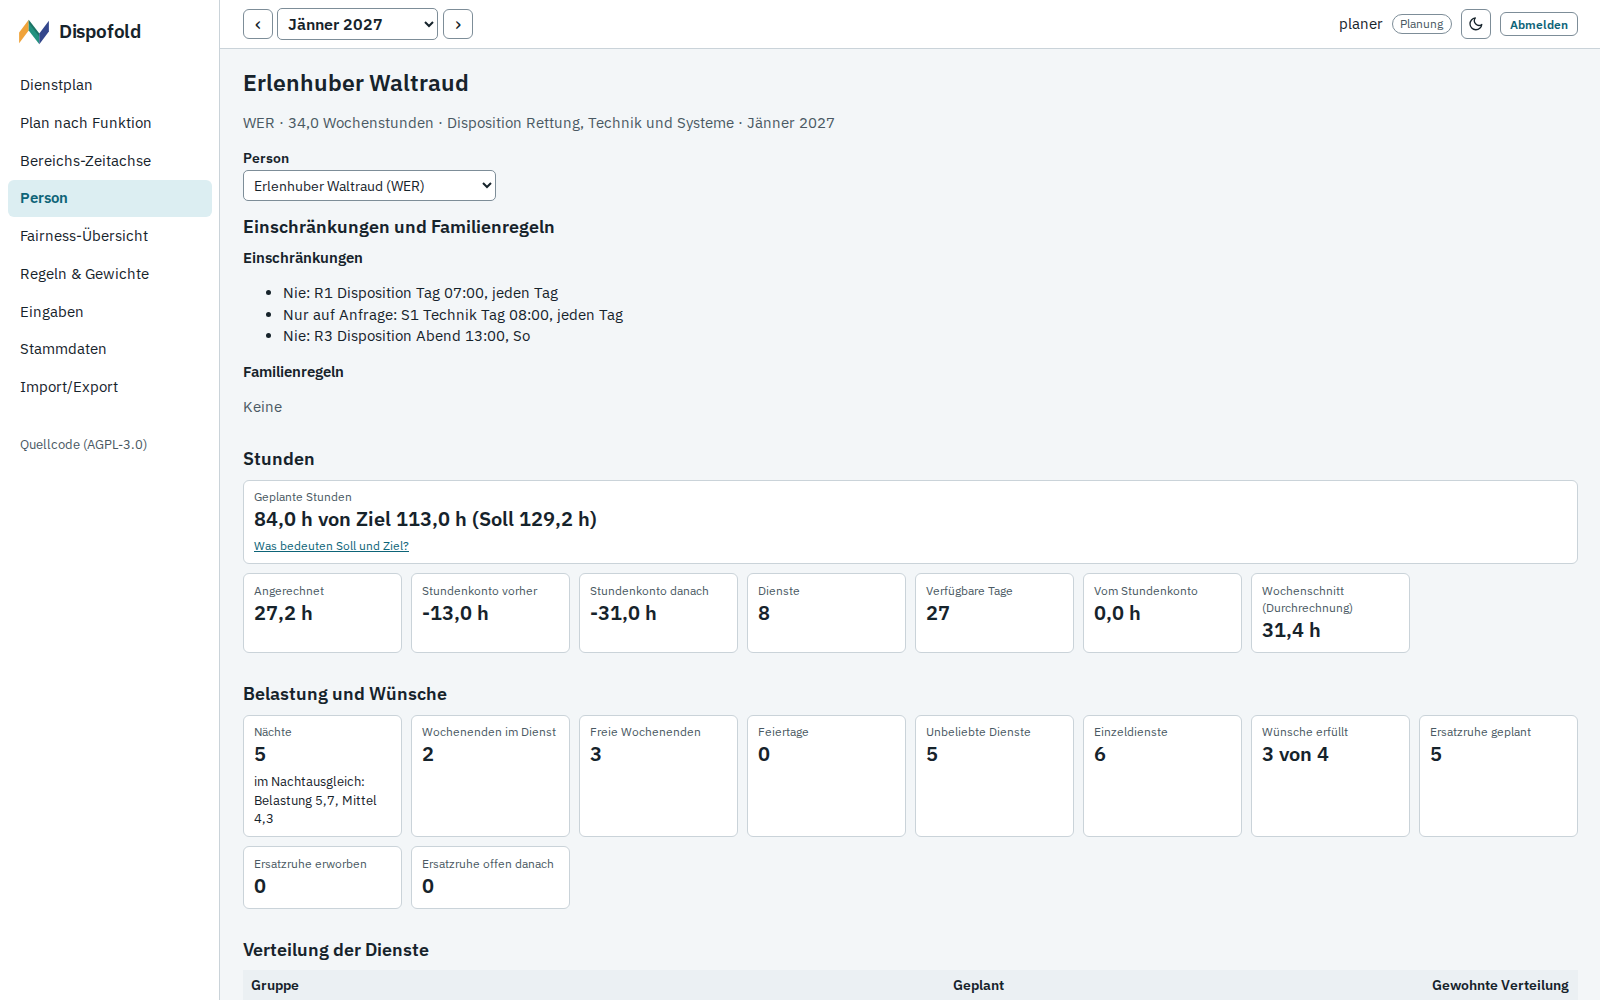 Dispofold
Dienstplan
Plan nach Funktion
Bereichs-Zeitachse
Person
Fairness-Übersicht
Regeln & Gewichte
Eingaben
Stammdaten
Import/Export
Quellcode (AGPL-3.0)
‹ Jänner 2027 ›
planer Planung Abmelden
Erlenhuber Waltraud
WER · 34,0 Wochenstunden · Disposition Rettung, Technik und Systeme · Jänner 2027
Person
Erlenhuber Waltraud (WER)
Einschränkungen und Familienregeln
Einschränkungen
• Nie: R1 Disposition Tag 07:00, jeden Tag
• Nur auf Anfrage: S1 Technik Tag 08:00, jeden Tag
• Nie: R3 Disposition Abend 13:00, So
Familienregeln
Keine
Stunden
Geplante Stunden
84,0 h von Ziel 113,0 h (Soll 129,2 h)
Was bedeuten Soll und Ziel?
Angerechnet
27,2 h
Stundenkonto vorher
-13,0 h
Stundenkonto danach
-31,0 h
Dienste
8
Verfügbare Tage
27
Vom Stundenkonto
0,0 h
Wochenschnitt
(Durchrechnung)
31,4 h
Belastung und Wünsche
Nächte
5
im Nachtausgleich:
Belastung 5,7, Mittel
4,3
Wochenenden im Dienst
2
Freie Wochenenden
3
Feiertage
0
Unbeliebte Dienste
5
Einzeldienste
6
Wünsche erfüllt
3 von 4
Ersatzruhe geplant
5
Ersatzruhe erworben
0
Ersatzruhe offen danach
0
Verteilung der Dienste
Gruppe Geplant Gewohnte Verteilung